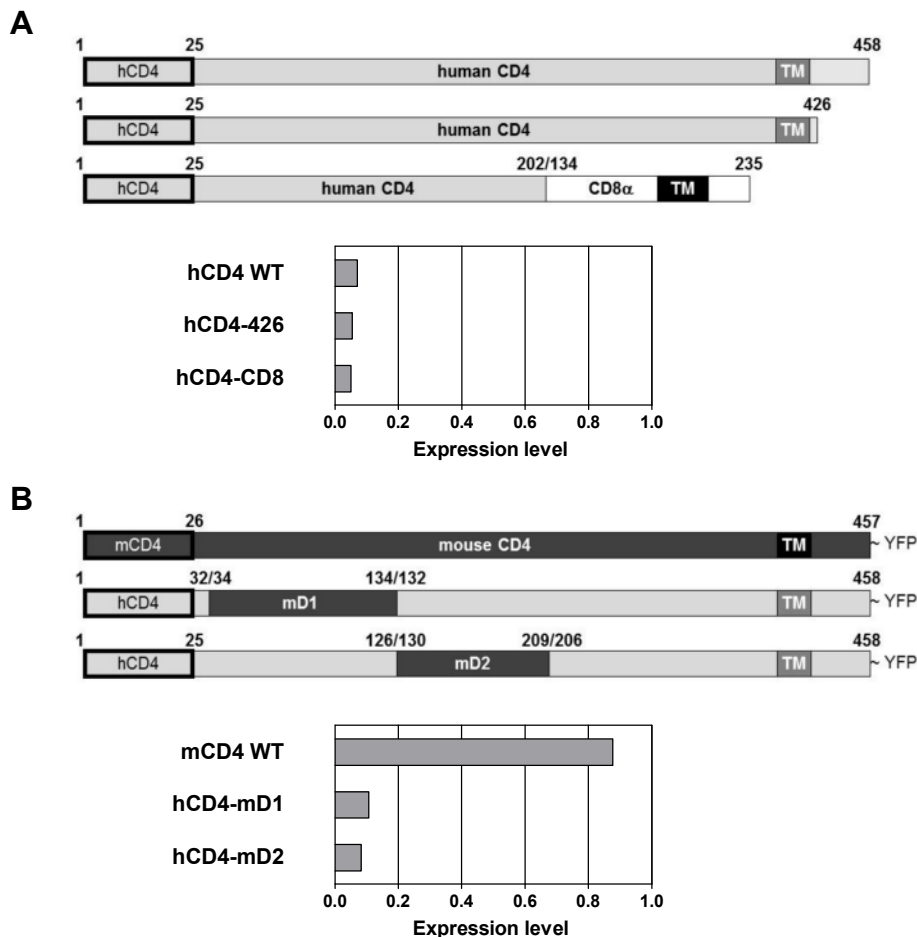 A
1 25 458
hCD4 human CD4 TM
1 25 426
hCD4 human CD4 TM
1 25 202/134 235
hCD4 human CD4 CD8α TM
hCD4 WT
hCD4-426
hCD4-CD8
0.0 0.2 0.4 0.6 0.8 1.0
Expression level
B
1 26 457
mCD4 mouse CD4 TM ~ YFP
1 32/34 134/132 458
hCD4 mD1 TM ~ YFP
1 25 126/130 209/206 458
hCD4 mD2 TM ~ YFP
mCD4 WT
hCD4-mD1
hCD4-mD2
0.0 0.2 0.4 0.6 0.8 1.0
Expression level